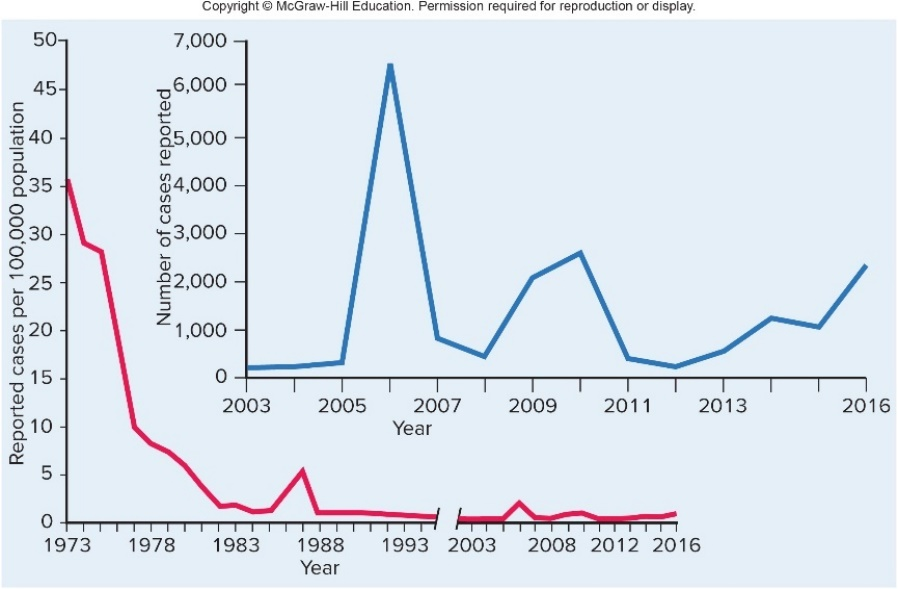 Copyright © McGraw-Hill Education. Permission required for reproduction or display.
Reported cases per 100,000 population
50
45
40
35
30
25
20
15
10
5
0
1973 1978 1983 1988 1993 2003 2008 2012 2016
Year
Number of cases reported
7,000
6,000
5,000
4,000
3,000
2,000
1,000
0
2003 2005 2007 2009 2011 2013 2016
Year